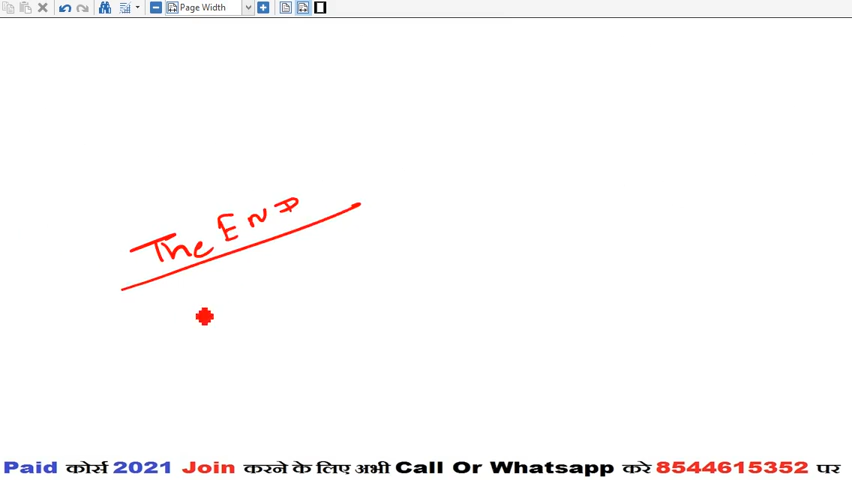 Page Width
The END
Paid कोर्स 2021 Join करने के लिए अभी Call Or Whatsapp करे 8544615352 पर